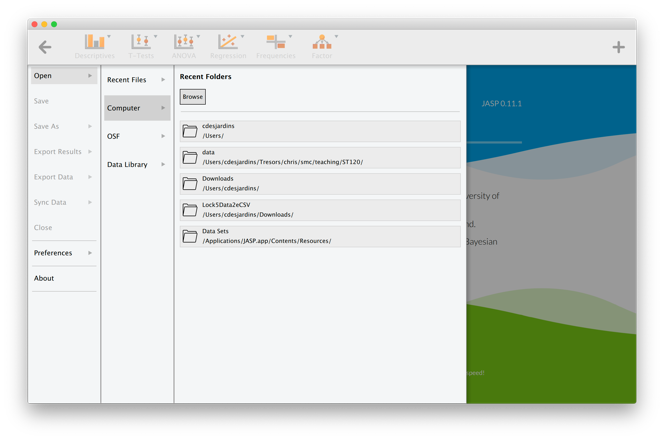 Descriptives
T-Tests
ANOVA
Regression
Frequencies
Factor
Open
Save
Save As
Export Results
Export Data
Sync Data
Close
Preferences
About
Recent Files
Computer
OSF
Data Library
Recent Folders
Browse
cdesjardins
/Users/
data
/Users/cdesjardins/Tresors/chris/smc/teaching/ST120/
Downloads
/Users/cdesjardins/
Lock5Data2eCSV
/Users/cdesjardins/Downloads/
Data Sets
/Applications/JASP.app/Contents/Resources/
JASP 0.11.1
versity of
nd.
Bayesian
speed!